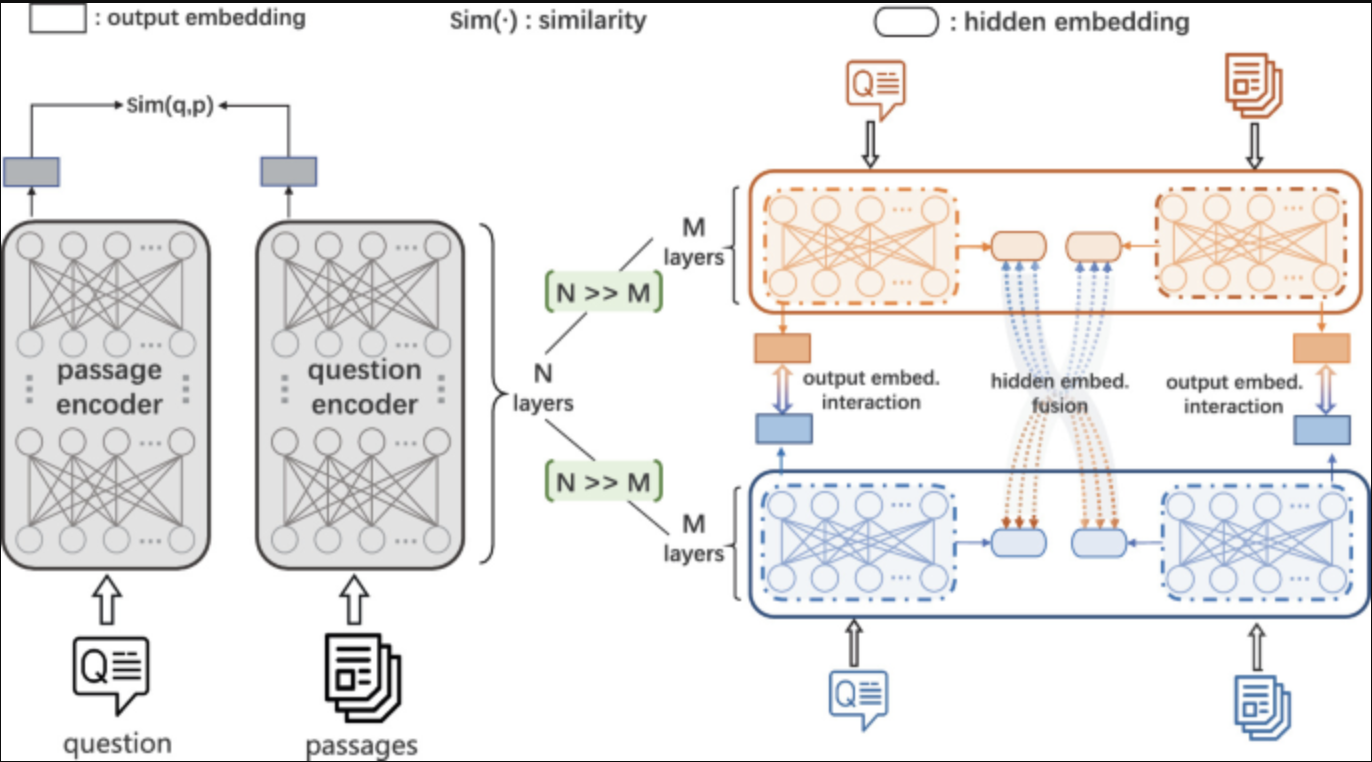 : output embedding
Sim(·) : similarity
: hidden embedding
Sim(q,p)
Q
M
layers
N >> M
passage
encoder
question
encoder
N
layers
output embed.
interaction
hidden embed.
fusion
output embed.
interaction
N >> M
M
layers
Q
Q
question
passages